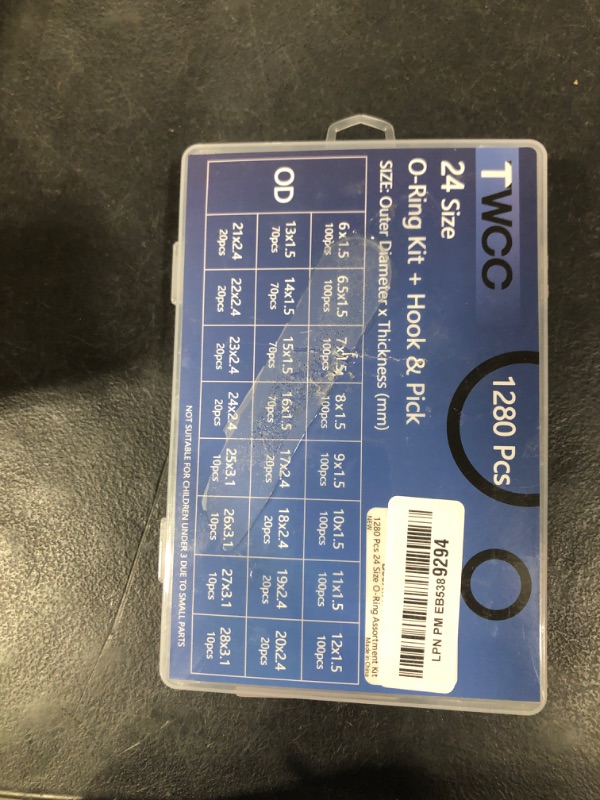 TWCC
1280 Pcs
24 Size
O-Ring Kit + Hook & Pick
SIZE: Outer Diameter x Thickness (mm)
OD
6x1.5 6.5x1.5 7x1.5 8x1.5 9x1.5 10x1.5 11x1.5 12x1.5
100pcs 100pcs 100pcs 100pcs 100pcs 100pcs 100pcs 100pcs
13x1.5 14x1.5 15x1.5 16x1.5 17x2.4 18x2.4 19x2.4 20x2.4
70pcs 70pcs 70pcs 70pcs 20pcs 20pcs 20pcs 20pcs
21x2.4 22x2.4 23x2.4 24x2.4 25x3.1 26x3.1 27x3.1 28x3.1
20pcs 20pcs 20pcs 20pcs 10pcs 10pcs 10pcs 10pcs
NOT SUITABLE FOR CHILDREN UNDER 3 DUE TO SMALL PARTS
LPN PM EB5389294
1280 Pcs 24 Size O-Ring Assortment Kit
NEW
Made in China